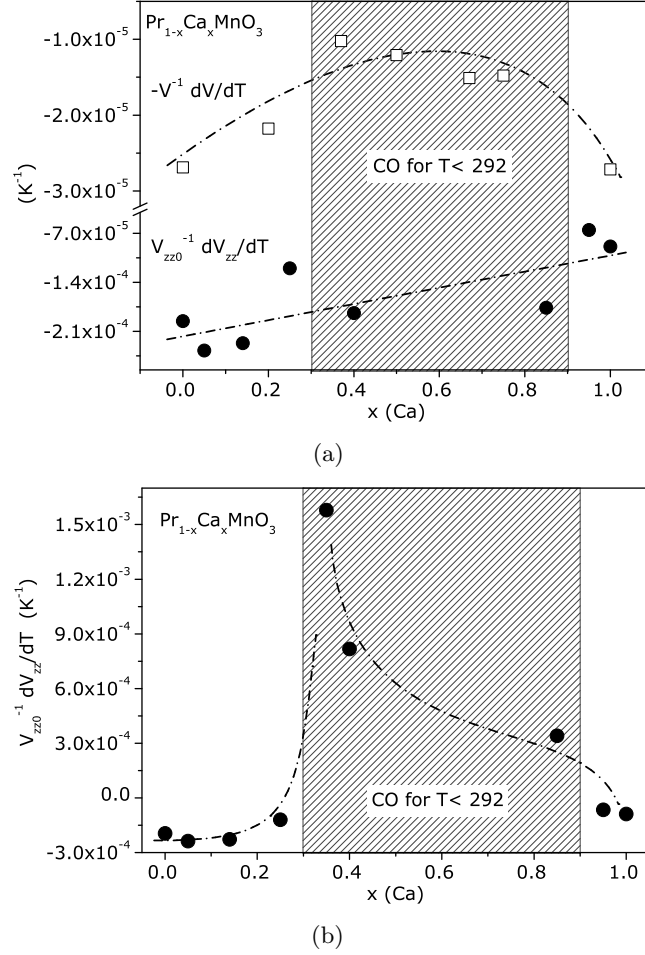 Pr₁₋ₓCaₓMnO₃
-1.0x10⁻⁵
-V⁻¹ dV/dT
-2.0x10⁻⁵
CO for T< 292
(K⁻¹)
-3.0x10⁻⁵
-7.0x10⁻⁵
V_zz0⁻¹ dV_zz/dT
-1.4x10⁻⁴
-2.1x10⁻⁴
0.0 0.2 0.4 0.6 0.8 1.0
x (Ca)
(a)
Pr₁₋ₓCaₓMnO₃
1.5x10⁻³
1.2x10⁻³
9.0x10⁻⁴
V_zz0⁻¹ dV_zz/dT (K⁻¹)
6.0x10⁻⁴
3.0x10⁻⁴
0.0
CO for T< 292
-3.0x10⁻⁴
0.0 0.2 0.4 0.6 0.8 1.0
x (Ca)
(b)